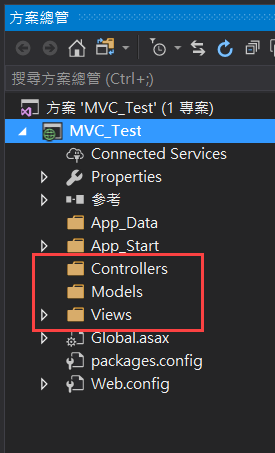 方案總管
搜尋方案總管 (Ctrl+;)
方案 'MVC_Test' (1 專案)
MVC_Test
Connected Services
Properties
參考
App_Data
App_Start
Controllers
Models
Views
Global.asax
packages.config
Web.config